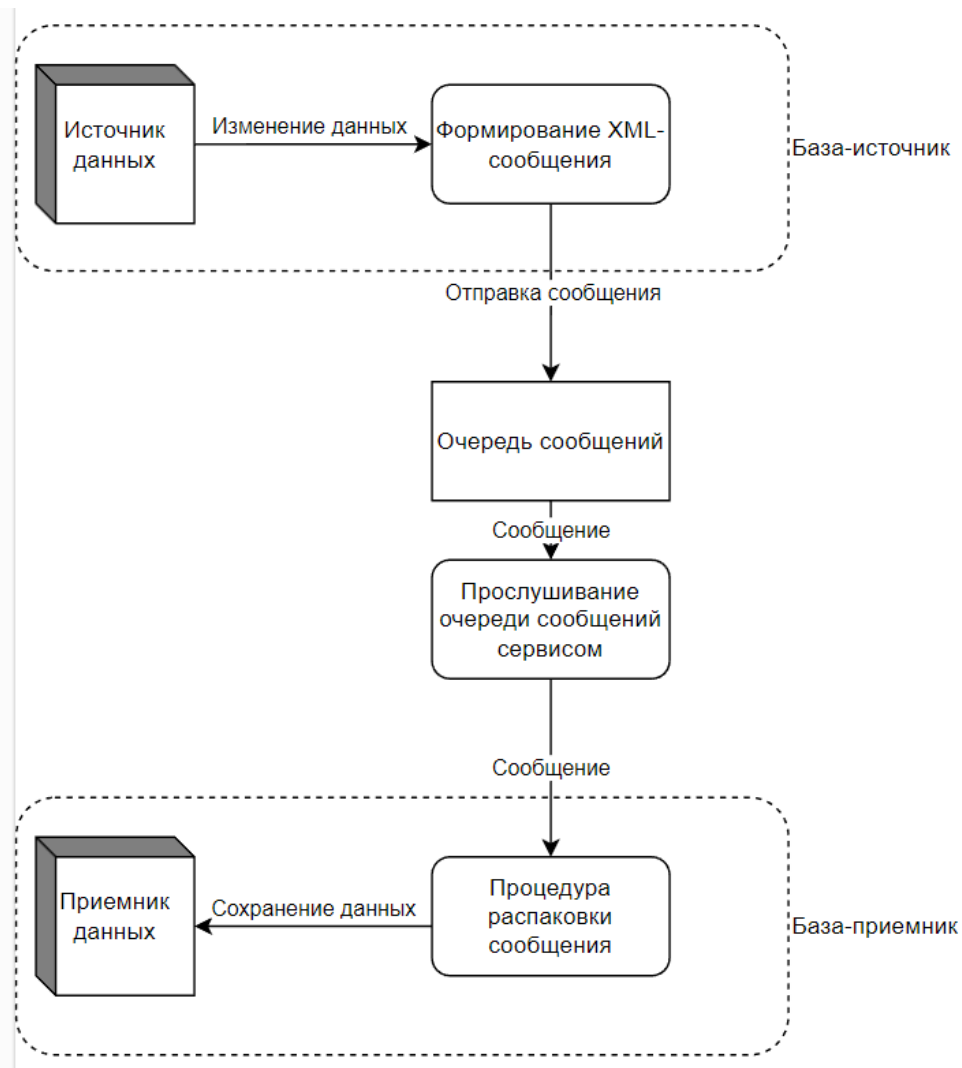 Источник
данных
Изменение данных
Формирование XML-
сообщения
База-источник
Отправка сообщения
Очередь сообщений
Сообщение
Прослушивание
очереди сообщений
сервисом
Сообщение
Приемник
данных
Сохранение данных
Процедура
распаковки
сообщения
База-приемник